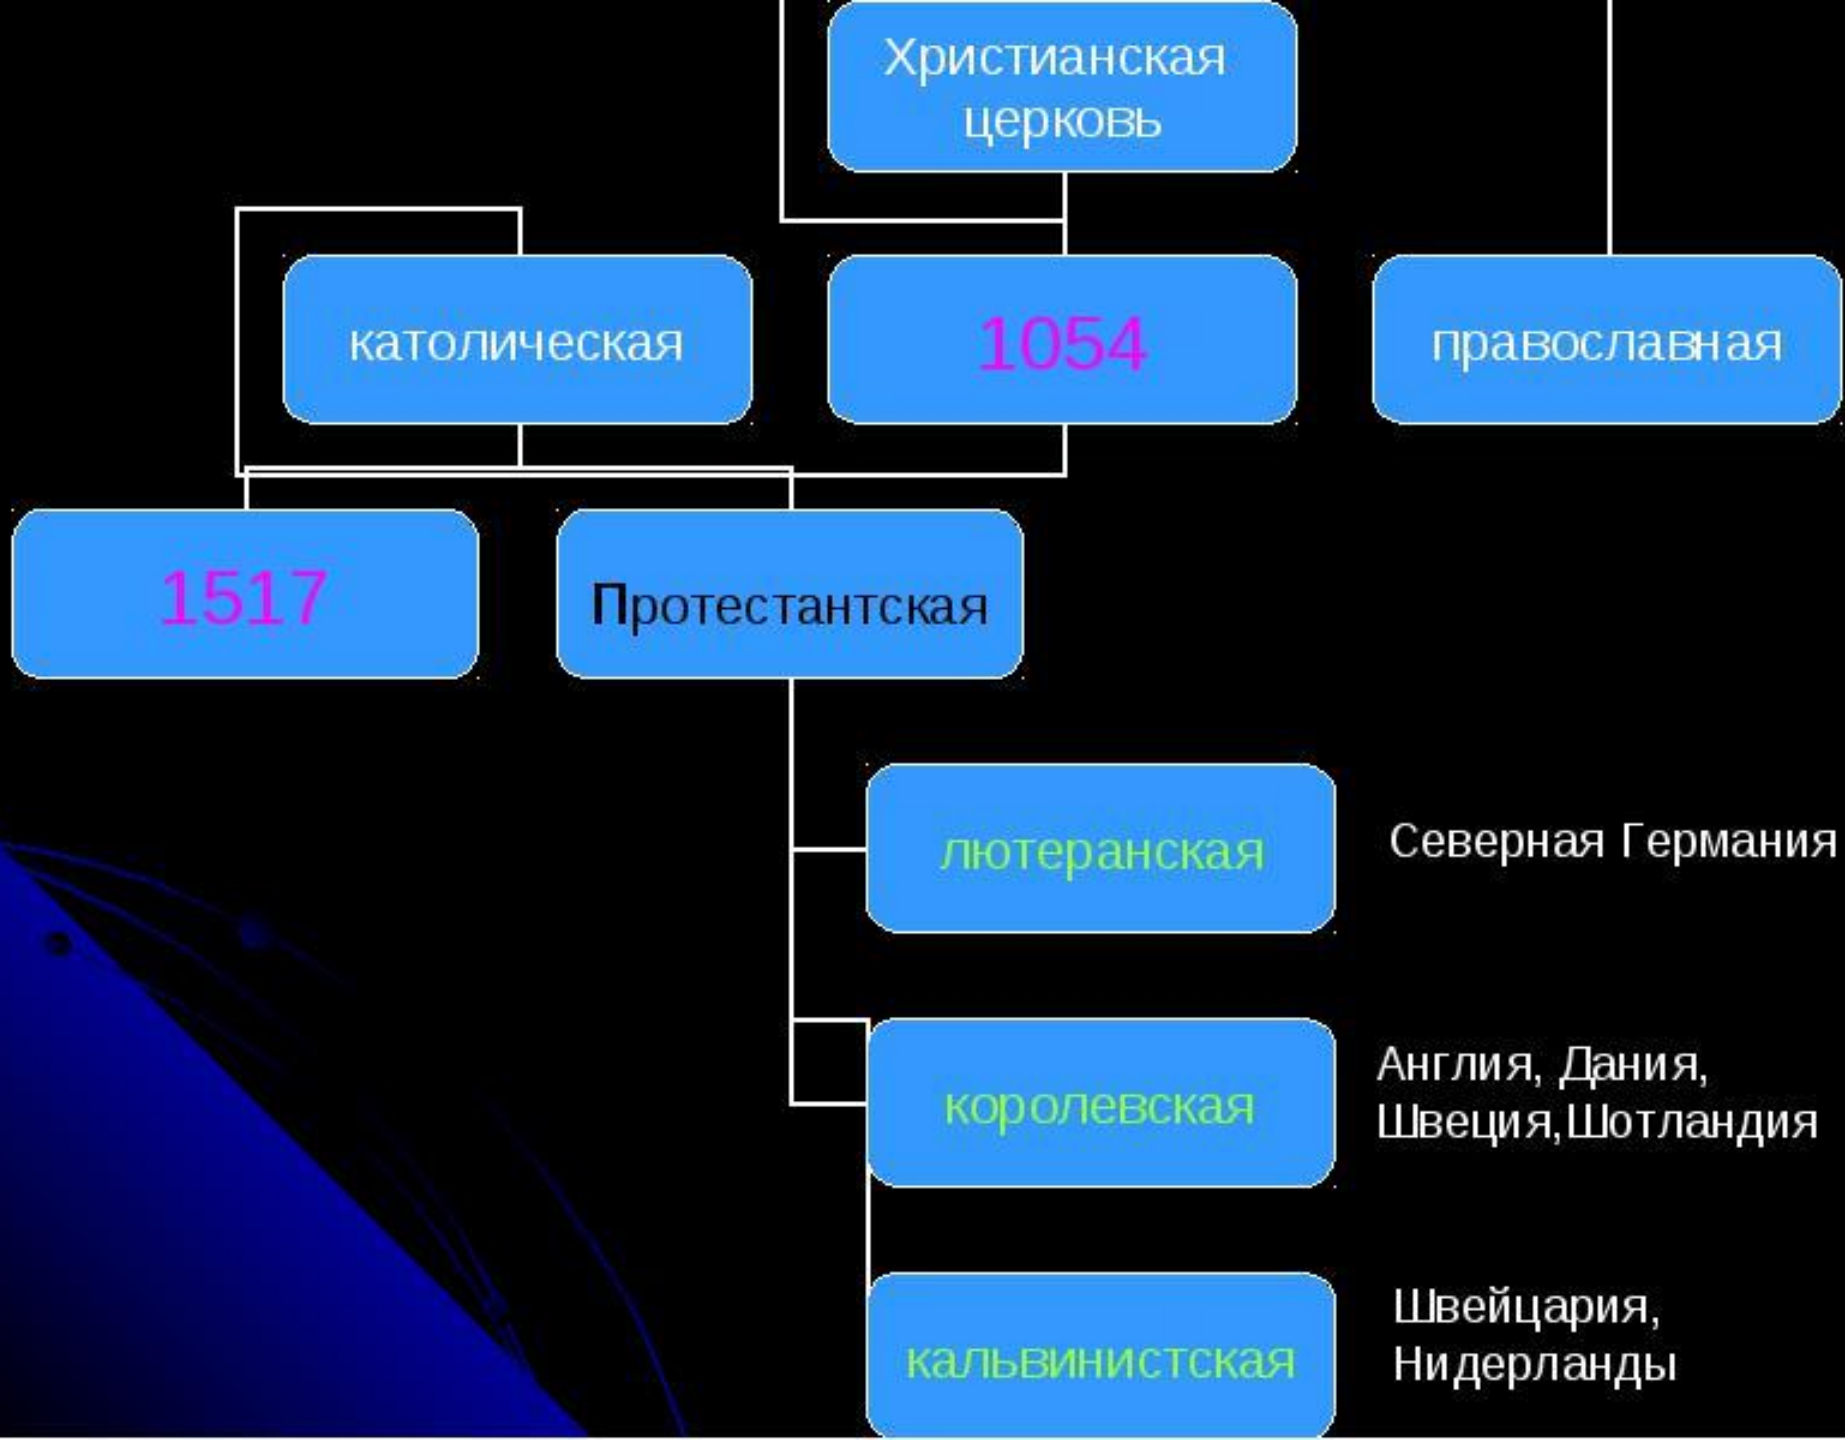 Христианская
церковь
католическая
1054
православная
1517
Протестантская
лютеранская
Северная Германия
королевская
Англия, Дания,
Швеция,Шотландия
кальвинистская
Швейцария,
Нидерланды